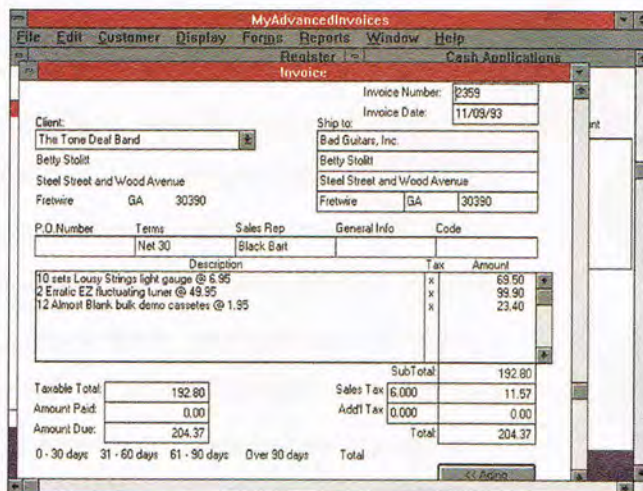 MyAdvancedInvoices
File Edit Customer Display Forms Reports Window Help
Register Cash Applications
Invoice
Invoice Number: 2359
Invoice Date: 11/09/93
Client: Ship to:
The Tone Deaf Band Bad Guitars, Inc.
Betty Stolitt Betty Stolitt
Steel Street and Wood Avenue Steel Street and Wood Avenue
Fretwire GA 30390 Fretwire GA 30390
P.O.Number Terms Sales Rep General Info Code
Net 30 Black Bart
Description Tax Amount
10 sets Lousy Strings light gauge @ 6.95 x 69.50
2 Erratic EZ fluctuating tuner @ 49.95 x 99.90
12 Almost Blank bulk demo cassetes @ 1.95 x 23.40
SubTotal: 192.80
Taxable Total: 192.80 Sales Tax 6.000 11.57
Amount Paid: 0.00 Add'l Tax 0.000 0.00
Amount Due: 204.37 Total: 204.37
0 - 30 days 31 - 60 days 61 - 90 days Over 90 days Total
<< Aging